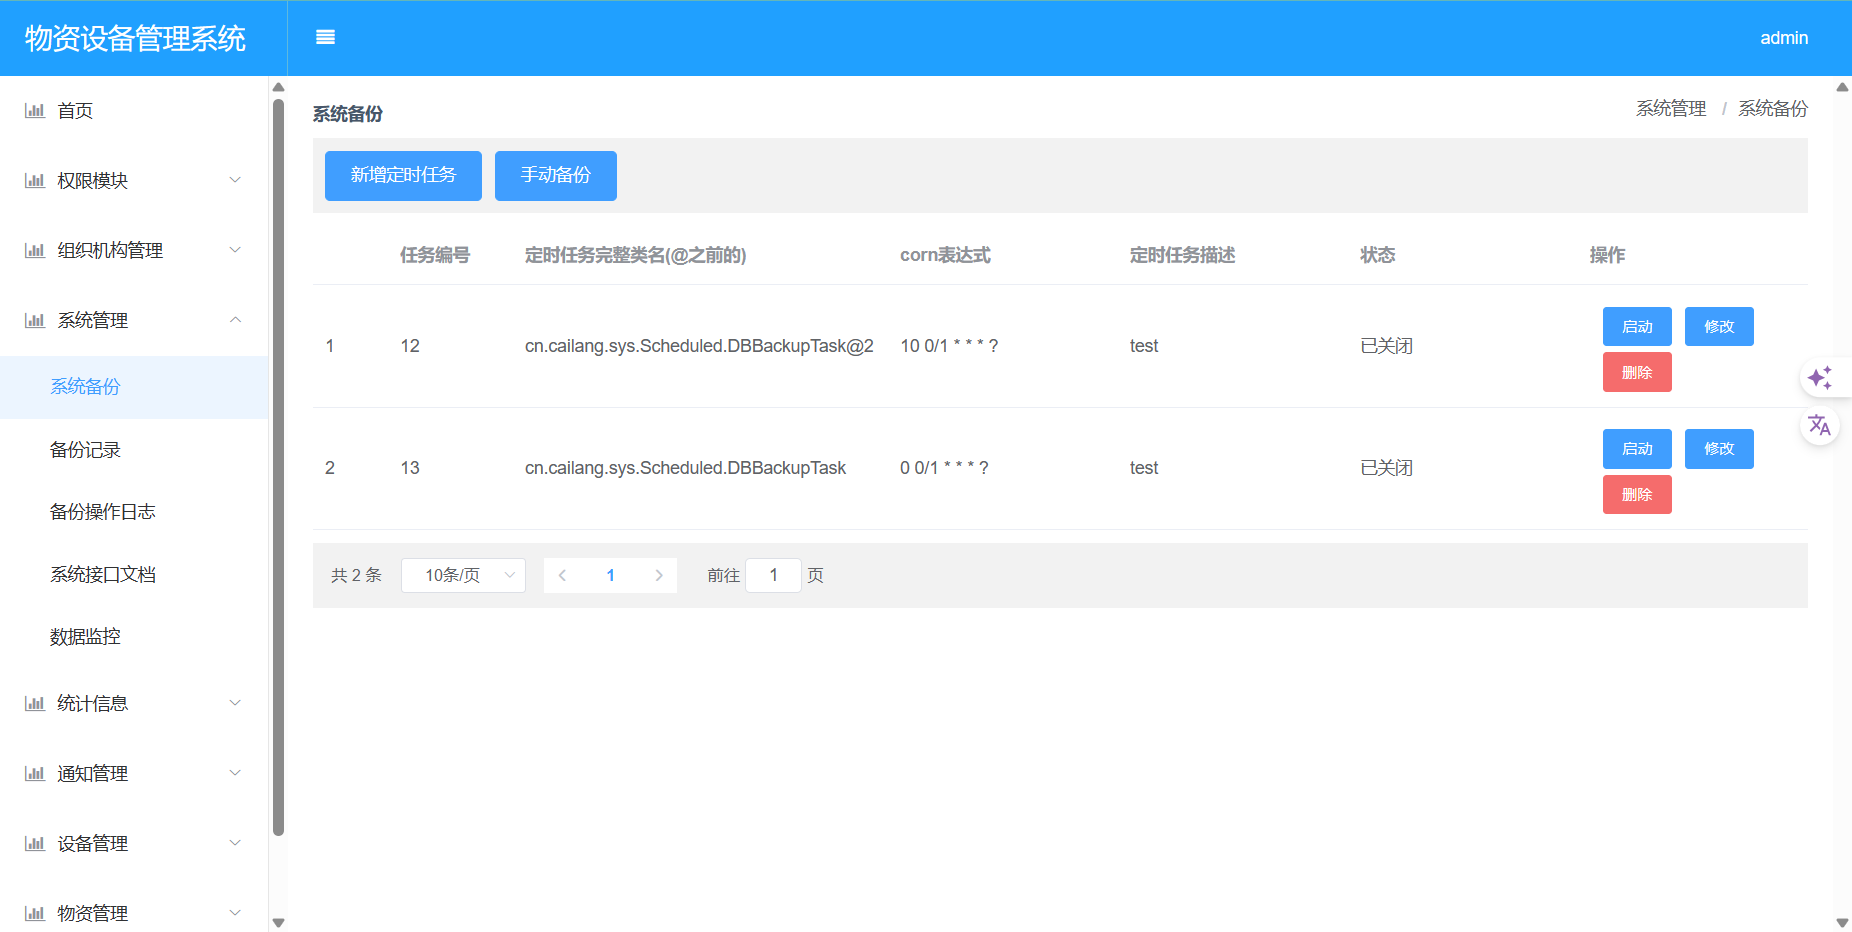 物资设备管理系统
admin
首页
权限模块
组织机构管理
系统管理
系统备份
备份记录
备份操作日志
系统接口文档
数据监控
统计信息
通知管理
设备管理
物资管理
系统备份
系统管理 / 系统备份
新增定时任务 手动备份
任务编号 定时任务完整类名(@之前的) corn表达式 定时任务描述 状态 操作
1 12 cn.cailang.sys.Scheduled.DBBackupTask@2 10 0/1 * * * ? test 已关闭 启动 修改
删除
2 13 cn.cailang.sys.Scheduled.DBBackupTask 0 0/1 * * * ? test 已关闭 启动 修改
删除
共 2 条 10条/页 1 前往 1 页